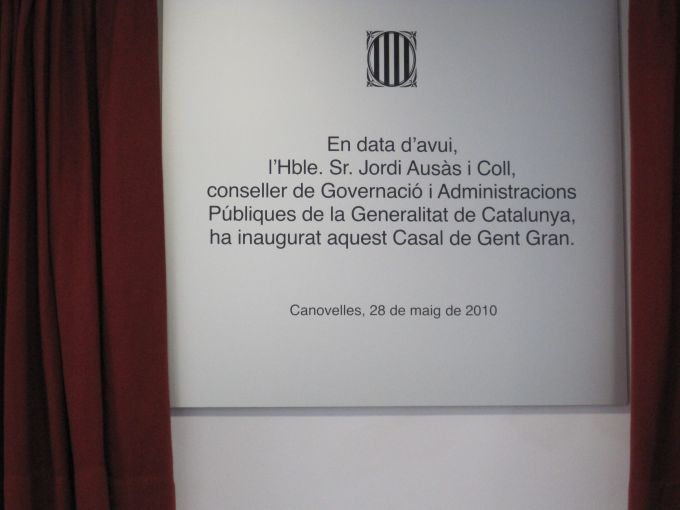 En data d'avui,
l'Hble. Sr. Jordi Ausàs i Coll,
conseller de Governació i Administracions
Públiques de la Generalitat de Catalunya,
ha inaugurat aquest Casal de Gent Gran.
Canovelles, 28 de maig de 2010